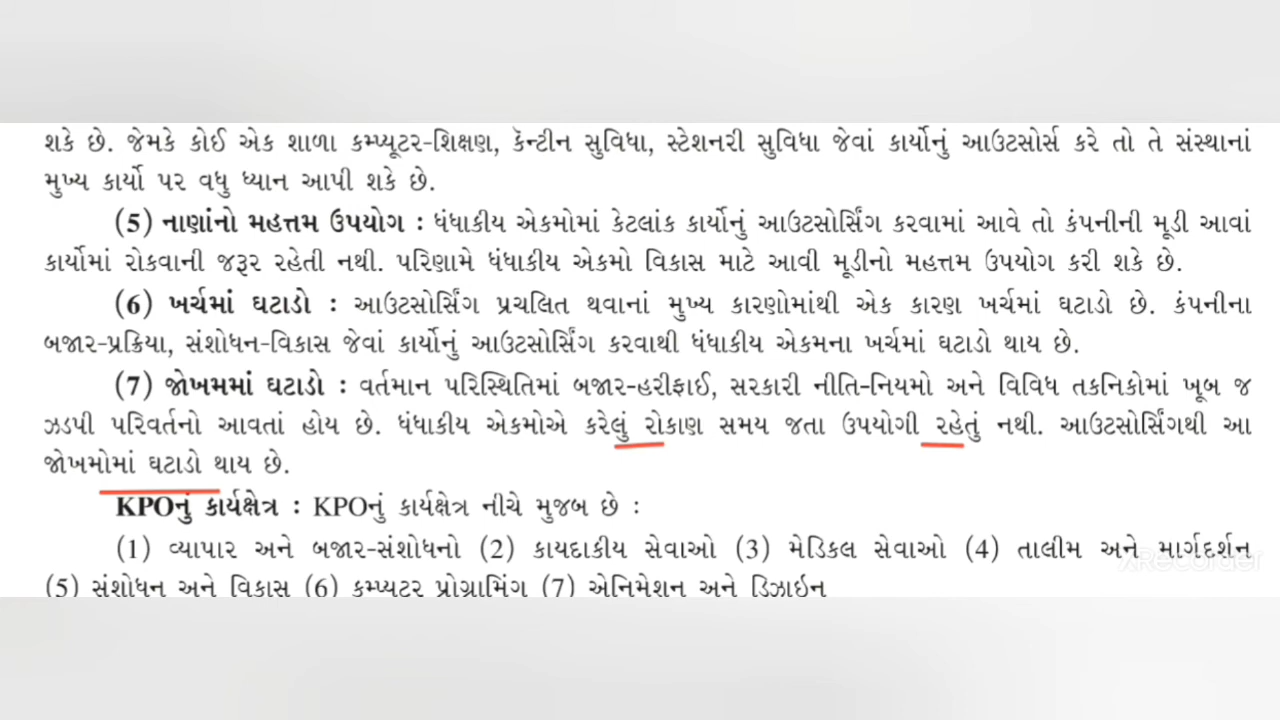 શકે છે. જેમકે કોઈ એક શાળા કમ્પ્યૂટર-શિક્ષણ, કૅન્ટીન સુવિધા, સ્ટેશનરી સુવિધા જેવાં કાર્યોનું આઉટસોર્સ કરે તો તે સંસ્થાનાં
મુખ્ય કાર્યો પર વધુ ધ્યાન આપી શકે છે.
(5) નાણાંનો મહત્તમ ઉપયોગ : ધંધાકીય એકમોમાં કેટલાંક કાર્યોનું આઉટસોર્સિંગ કરવામાં આવે તો કંપનીની મૂડી આવાં
કાર્યોમાં રોકવાની જરૂર રહેતી નથી. પરિણામે ધંધાકીય એકમો વિકાસ માટે આવી મૂડીનો મહત્તમ ઉપયોગ કરી શકે છે.
(6) ખર્ચમાં ઘટાડો : આઉટસોર્સિંગ પ્રચલિત થવાનાં મુખ્ય કારણોમાંથી એક કારણ ખર્ચમાં ઘટાડો છે. કંપનીના
બજાર-પ્રક્રિયા, સંશોધન-વિકાસ જેવાં કાર્યોનું આઉટસોર્સિંગ કરવાથી ધંધાકીય એકમના ખર્ચમાં ઘટાડો થાય છે.
(7) જોખમમાં ઘટાડો : વર્તમાન પરિસ્થિતિમાં બજાર-હરીફાઈ, સરકારી નીતિ-નિયમો અને વિવિધ તકનિકોમાં ખૂબ જ
ઝડપી પરિવર્તનો આવતાં હોય છે. ધંધાકીય એકમોએ કરેલું રોકાણ સમય જતા ઉપયોગી રહેતું નથી. આઉટસોર્સિંગથી આ
જોખમોમાં ઘટાડો થાય છે.
KPOનું કાર્યક્ષેત્ર : KPOનું કાર્યક્ષેત્ર નીચે મુજબ છે :
(1) વ્યાપાર અને બજાર-સંશોધનો (2) કાયદાકીય સેવાઓ (3) મેડિકલ સેવાઓ (4) તાલીમ અને માર્ગદર્શન
(5) સંશોધન અને વિકાસ (6) કમ્પ્યૂટર પ્રોગ્રામિંગ (7) એનિમેશન અને ડિઝાઇન
XRecorder